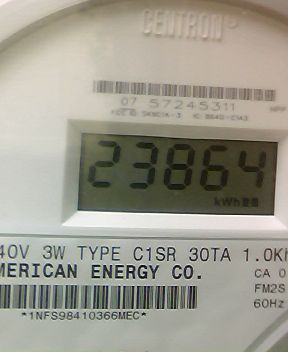 CENTRON
07 57245311
23864
kWh
40V 3W TYPE C1SR 30TA 1.0Kh
MERICAN ENERGY CO.
CA 0
FM2S
60Hz
*1NFS98410366MEC*